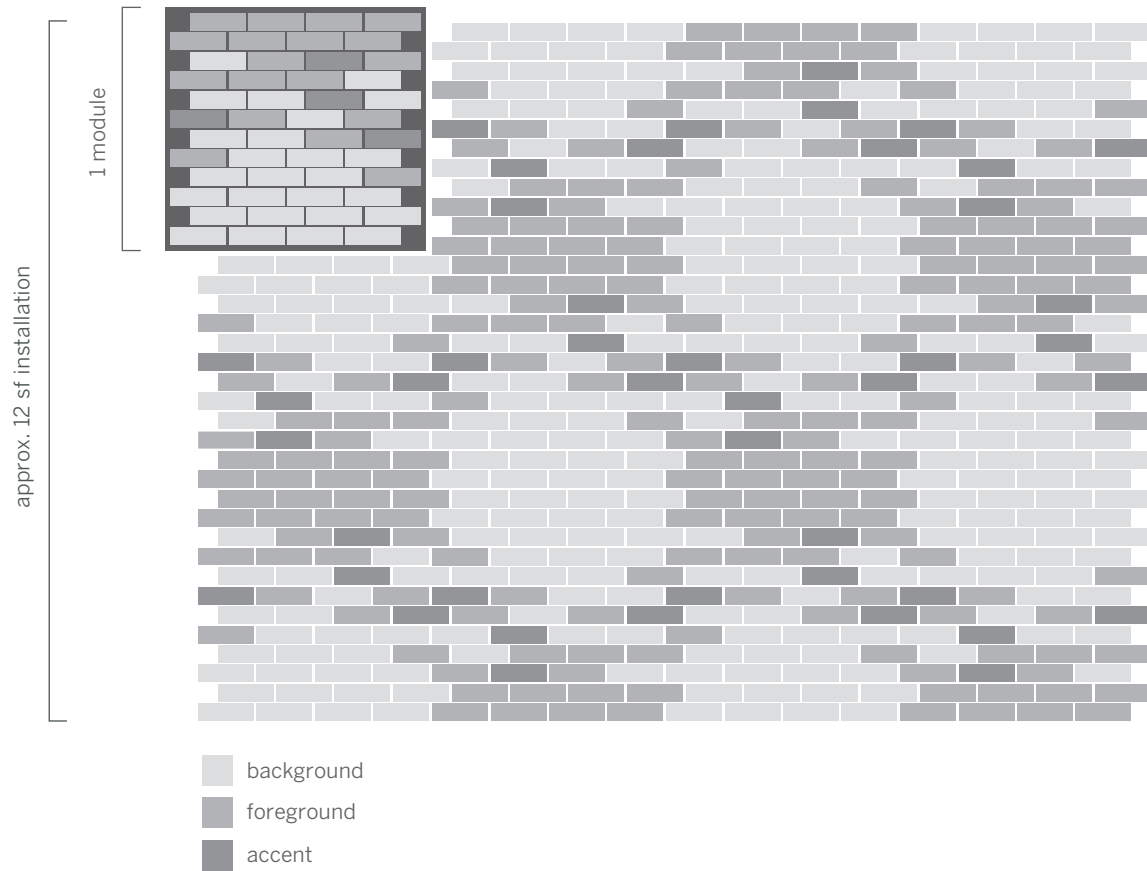 1 module
approx. 12 sf installation
background
foreground
accent